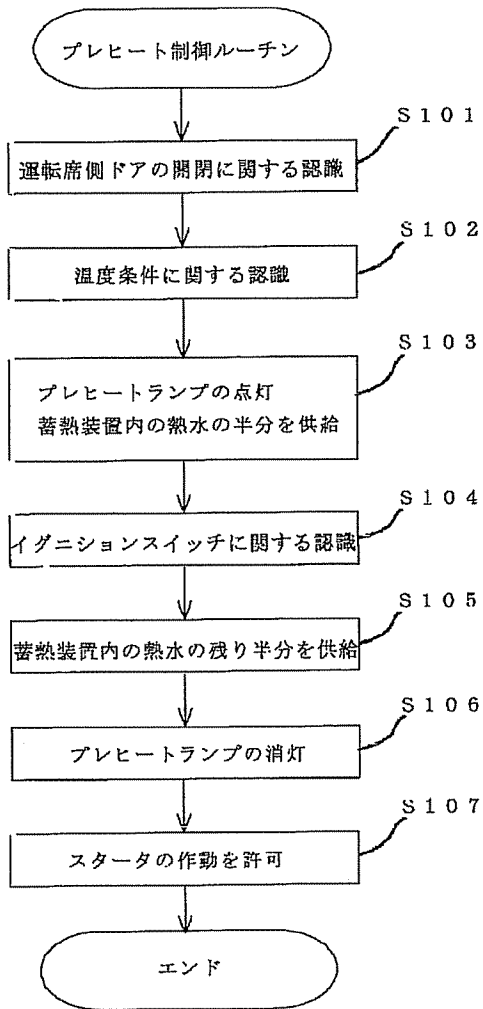 プレヒート制御ルーチン
S101
運転席側ドアの開閉に関する認識
S102
温度条件に関する認識
S103
プレヒートランプの点灯
蓄熱装置内の熱水の半分を供給
S104
イグニションスイッチに関する認識
S105
蓄熱装置内の熱水の残り半分を供給
S106
プレヒートランプの消灯
S107
スタータの作動を許可
エンド